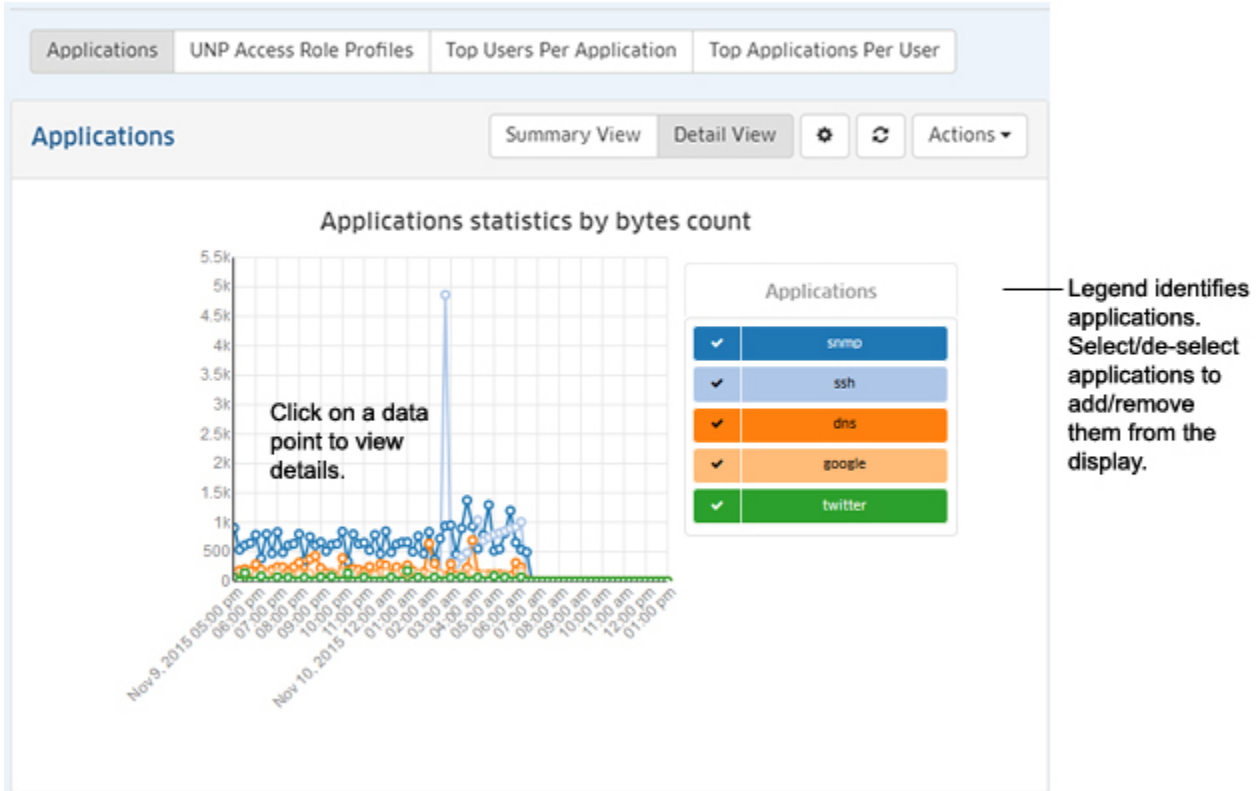 Applications
UNP Access Role Profiles
Top Users Per Application
Top Applications Per User
Applications
Summary View
Detail View
Actions
Applications statistics by bytes count
5.5k
5k
4.5k
4k
3.5k
3k
2.5k
2k
1.5k
1k
500
0
Click on a data
point to view
details.
Nov 9, 2015 05:00 pm
06:00 pm
07:00 pm
08:00 pm
09:00 pm
10:00 pm
11:00 pm
Nov 10, 2015 12:00 am
01:00 am
02:00 am
03:00 am
04:00 am
05:00 am
06:00 am
07:00 am
08:00 am
09:00 am
10:00 am
11:00 am
12:00 pm
01:00 pm
Applications
snmp
ssh
dns
google
twitter
Legend identifies
applications.
Select/de-select
applications to
add/remove
them from the
display.